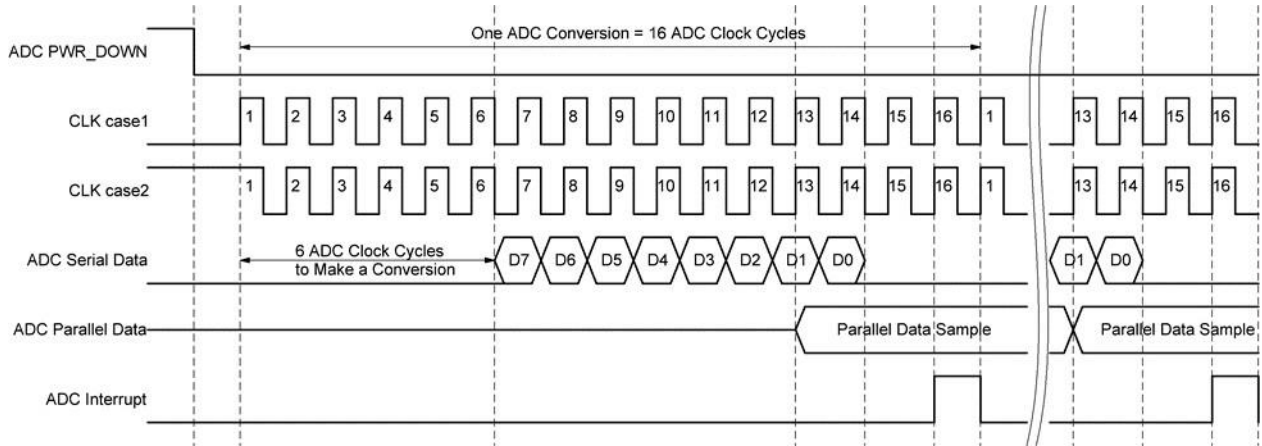 One ADC Conversion = 16 ADC Clock Cycles
ADC PWR_DOWN
CLK case1 1 2 3 4 5 6 7 8 9 10 11 12 13 14 15 16 1 13 14 15 16
CLK case2 1 2 3 4 5 6 7 8 9 10 11 12 13 14 15 16 1 13 14 15 16
6 ADC Clock Cycles
to Make a Conversion
ADC Serial Data D7 D6 D5 D4 D3 D2 D1 D0 D1 D0
ADC Parallel Data Parallel Data Sample Parallel Data Sample
ADC Interrupt